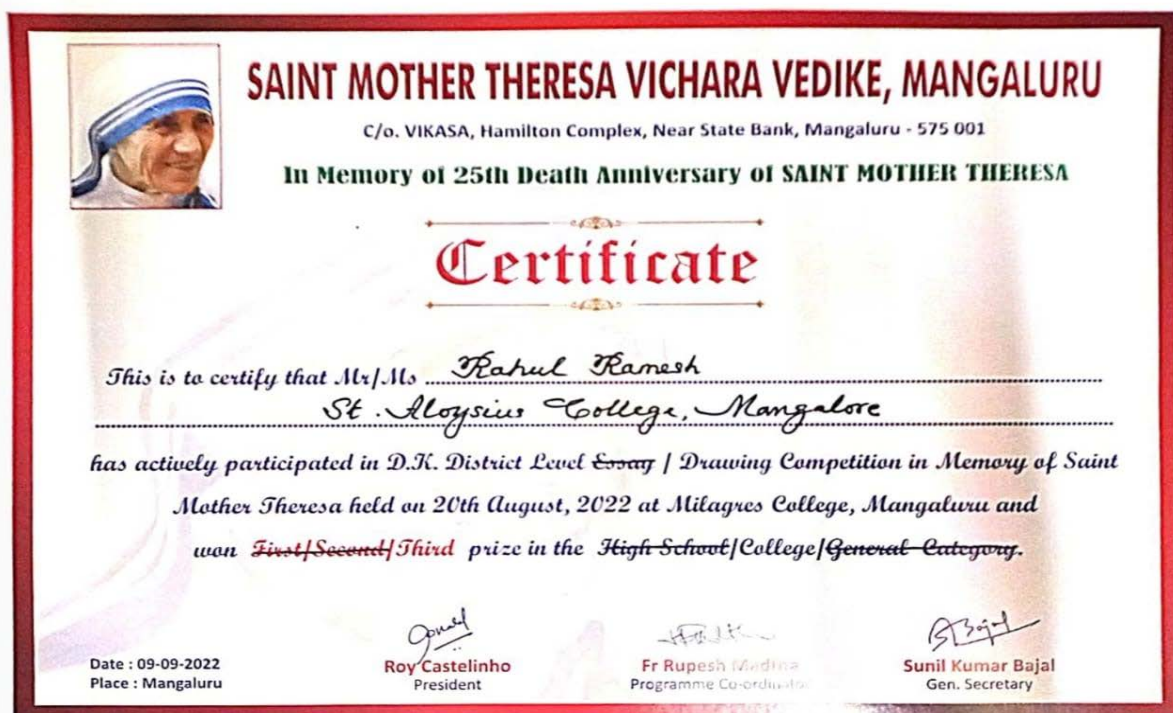 SAINT MOTHER THERESA VICHARA VEDIKE, MANGALURU
C/o. VIKASA, Hamilton Complex, Near State Bank, Mangaluru - 575 001
In Memory of 25th Death Anniversary of SAINT MOTHER THERESA
Certificate
This is to certify that Mr/Ms Rahul Ramesh
St. Aloysius College, Mangalore
has actively participated in D.K. District Level Essay / Drawing Competition in Memory of Saint
Mother Theresa held on 20th August, 2022 at Milagres College, Mangaluru and
won First/Second/Third prize in the High School/College/General Category.
Date : 09-09-2022
Place : Mangaluru
Roy Castelinho
President
Fr Rupesh Madtha
Programme Co-ordinator
Sunil Kumar Bajal
Gen. Secretary